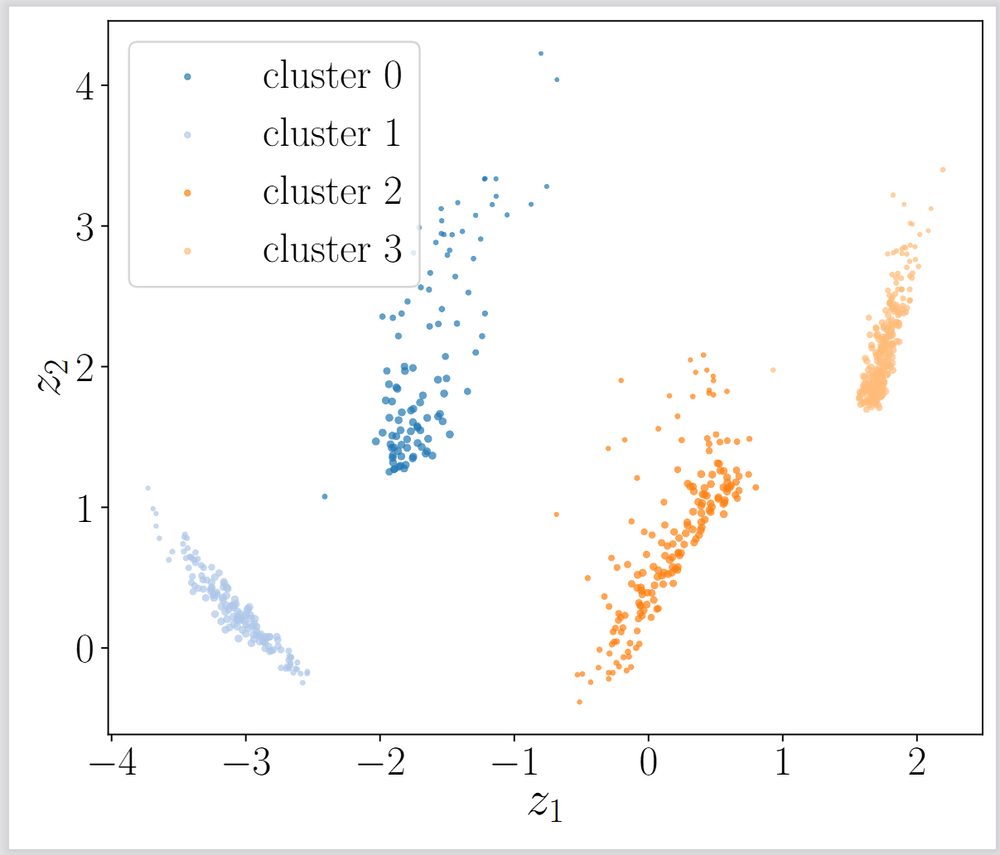 cluster 0
cluster 1
cluster 2
cluster 3
4
3
2
1
0
z₂
−4 −3 −2 −1 0 1 2
z₁